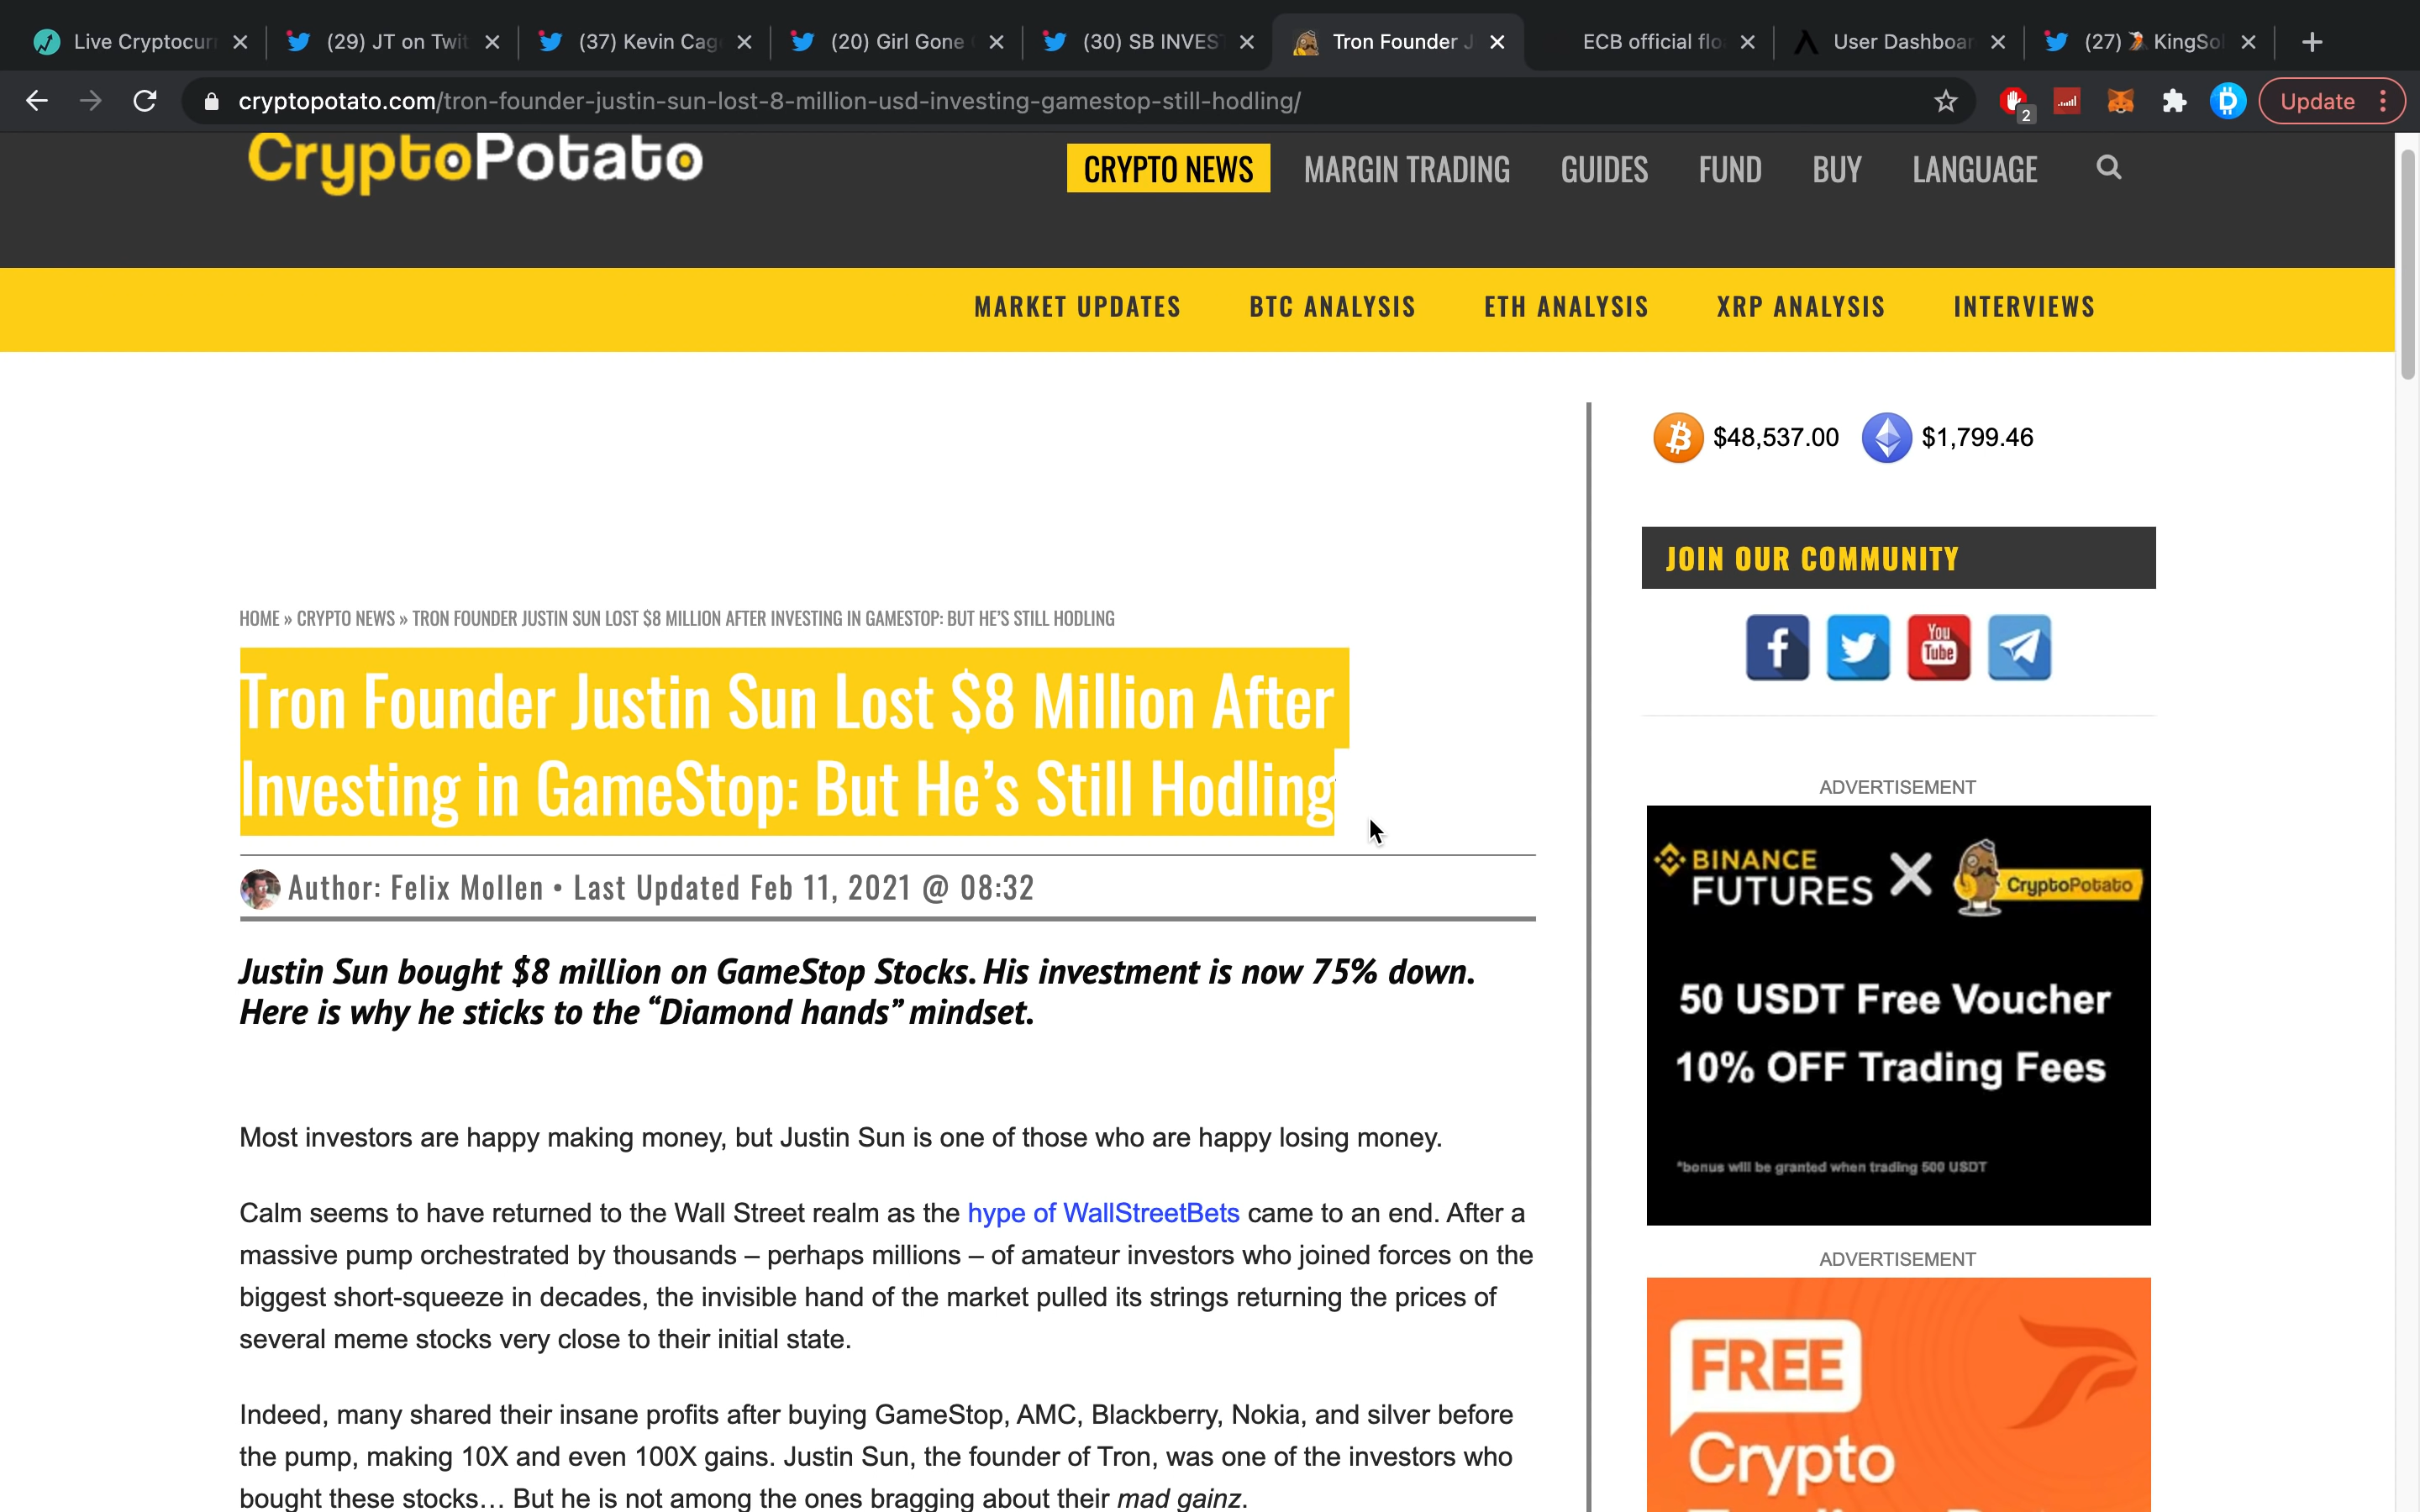 Live Cryptocur
(29) JT on Twit
(37) Kevin Cag
(20) Girl Gone
(30) SB INVES
Tron Founder J
ECB official flo
User Dashboar
(27) KingSol
cryptopotato.com/tron-founder-justin-sun-lost-8-million-usd-investing-gamestop-still-hodling/
2
Update
CryptoPotato
CRYPTO NEWS
MARGIN TRADING
GUIDES
FUND
BUY
LANGUAGE
MARKET UPDATES
BTC ANALYSIS
ETH ANALYSIS
XRP ANALYSIS
INTERVIEWS
HOME » CRYPTO NEWS » TRON FOUNDER JUSTIN SUN LOST $8 MILLION AFTER INVESTING IN GAMESTOP: BUT HE'S STILL HODLING
Tron Founder Justin Sun Lost $8 Million After
Investing in GameStop: But He's Still Hodling
Author: Felix Mollen • Last Updated Feb 11, 2021 @ 08:32
Justin Sun bought $8 million on GameStop Stocks. His investment is now 75% down.
Here is why he sticks to the “Diamond hands” mindset.
Most investors are happy making money, but Justin Sun is one of those who are happy losing money.
Calm seems to have returned to the Wall Street realm as the hype of WallStreetBets came to an end. After a
massive pump orchestrated by thousands – perhaps millions – of amateur investors who joined forces on the
biggest short-squeeze in decades, the invisible hand of the market pulled its strings returning the prices of
several meme stocks very close to their initial state.
Indeed, many shared their insane profits after buying GameStop, AMC, Blackberry, Nokia, and silver before
the pump, making 10X and even 100X gains. Justin Sun, the founder of Tron, was one of the investors who
bought these stocks… But he is not among the ones bragging about their mad gainz.
$48,537.00
$1,799.46
JOIN OUR COMMUNITY
You
Tube
ADVERTISEMENT
BINANCE
FUTURES
CryptoPotato
50 USDT Free Voucher
10% OFF Trading Fees
*bonus will be granted when trading 500 USDT
ADVERTISEMENT
FREE
Crypto